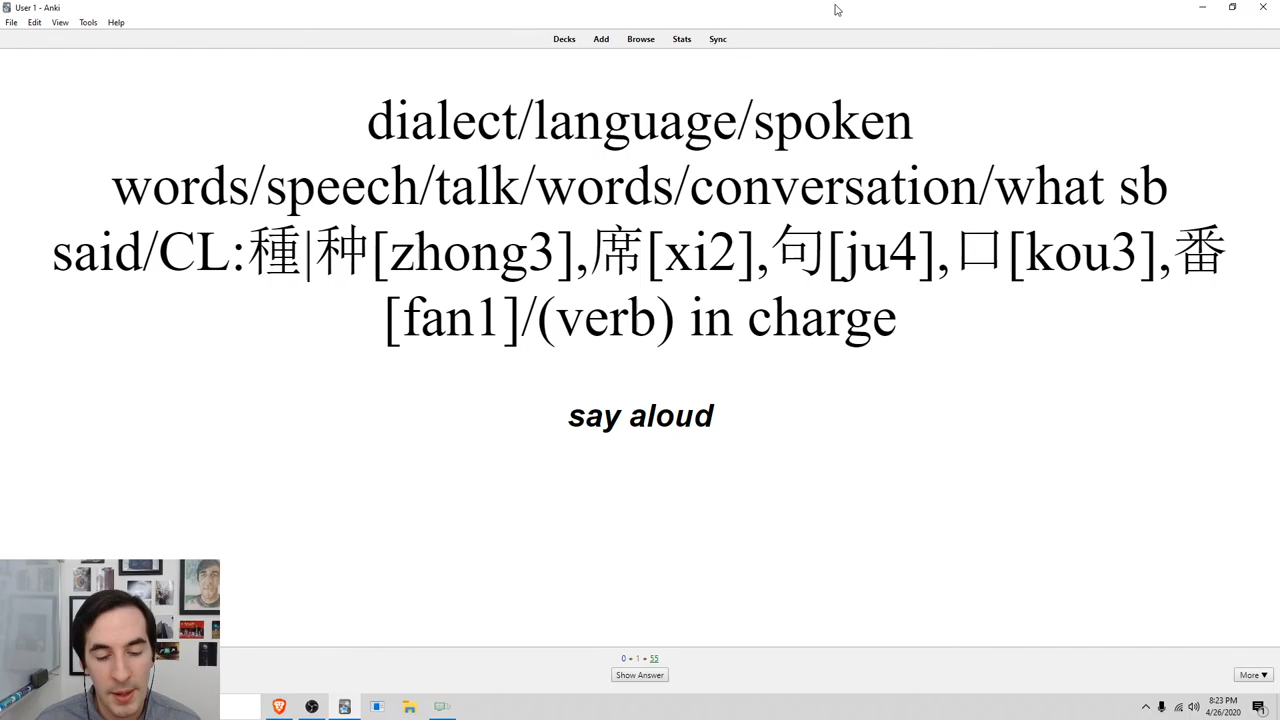 User 1 - Anki
File Edit View Tools Help
Decks Add Browse Stats Sync
dialect/language/spoken
words/speech/talk/words/conversation/what sb
said/CL:種|种[zhong3],席[xi2],句[ju4],口[kou3],番
[fan1]/(verb) in charge
say aloud
0 + 1 + 55
Show Answer
More ▼
8:23 PM
4/26/2020